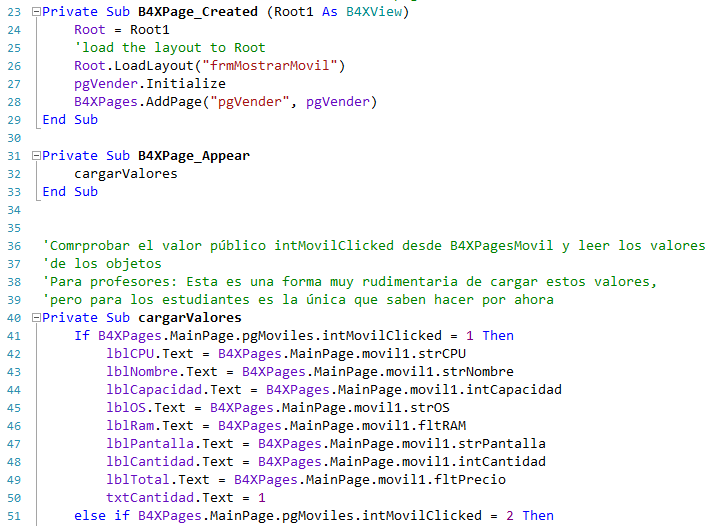 23 Private Sub B4XPage_Created (Root1 As B4XView)
24 Root = Root1
25 'load the layout to Root
26 Root.LoadLayout("frmMostrarMovil")
27 pgVender.Initialize
28 B4XPages.AddPage("pgVender", pgVender)
29 End Sub
30
31 Private Sub B4XPage_Appear
32 cargarValores
33 End Sub
34
35
36 'Comrprobar el valor público intMovilClicked desde B4XPagesMovil y leer los valores
37 'de los objetos
38 'Para profesores: Esta es una forma muy rudimentaria de cargar estos valores,
39 'pero para los estudiantes es la única que saben hacer por ahora
40 Private Sub cargarValores
41 If B4XPages.MainPage.pgMoviles.intMovilClicked = 1 Then
42 lblCPU.Text = B4XPages.MainPage.movil1.strCPU
43 lblNombre.Text = B4XPages.MainPage.movil1.strNombre
44 lblCapacidad.Text = B4XPages.MainPage.movil1.intCapacidad
45 lblOS.Text = B4XPages.MainPage.movil1.strOS
46 lblRam.Text = B4XPages.MainPage.movil1.fltRAM
47 lblPantalla.Text = B4XPages.MainPage.movil1.strPantalla
48 lblCantidad.Text = B4XPages.MainPage.movil1.intCantidad
49 lblTotal.Text = B4XPages.MainPage.movil1.fltPrecio
50 txtCantidad.Text = 1
51 else if B4XPages.MainPage.pgMoviles.intMovilClicked = 2 Then